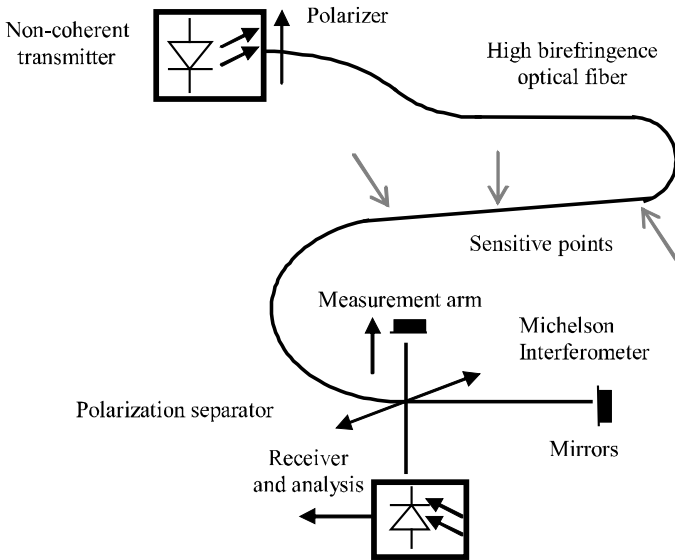 Non-coherent
transmitter
Polarizer
High birefringence
optical fiber
Sensitive points
Measurement arm
Michelson
Interferometer
Polarization separator
Mirrors
Receiver
and analysis